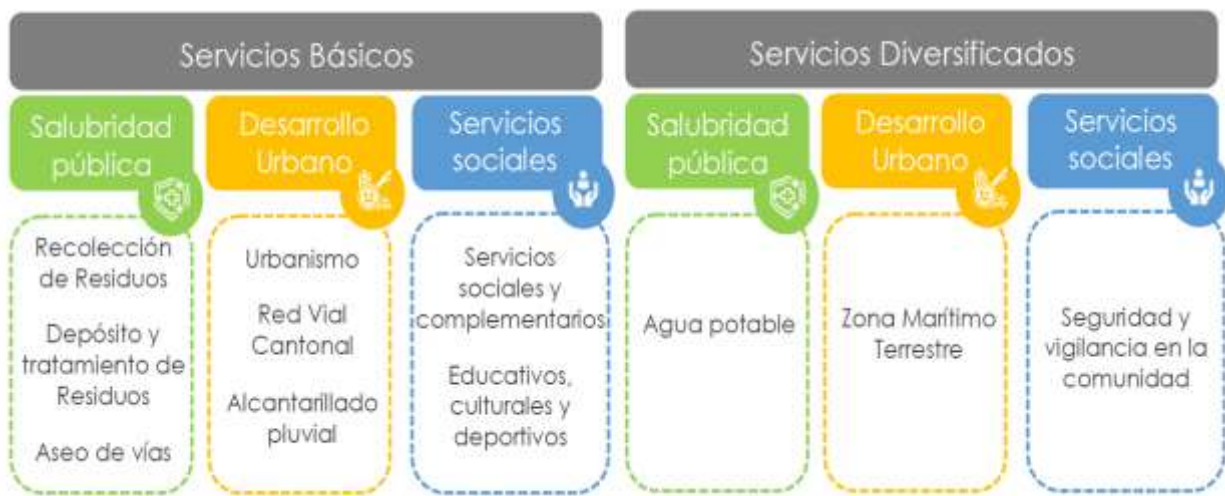 Servicios Básicos
Salubridad
pública
Recolección
de Residuos
Depósito y
tratamiento de
Residuos
Aseo de vías
Desarrollo
Urbano
Urbanismo
Red Vial
Cantonal
Alcantarillado
pluvial
Servicios
sociales
Servicios
sociales y
complementarios
Educativos,
culturales y
deportivos
Servicios Diversificados
Salubridad
pública
Agua potable
Desarrollo
Urbano
Zona Marítimo
Terrestre
Servicios
sociales
Seguridad y
vigilancia en la
comunidad